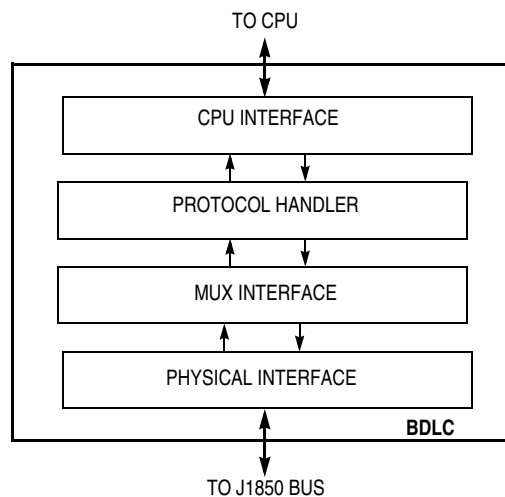 TO CPU
CPU INTERFACE
PROTOCOL HANDLER
MUX INTERFACE
PHYSICAL INTERFACE
BDLC
TO J1850 BUS